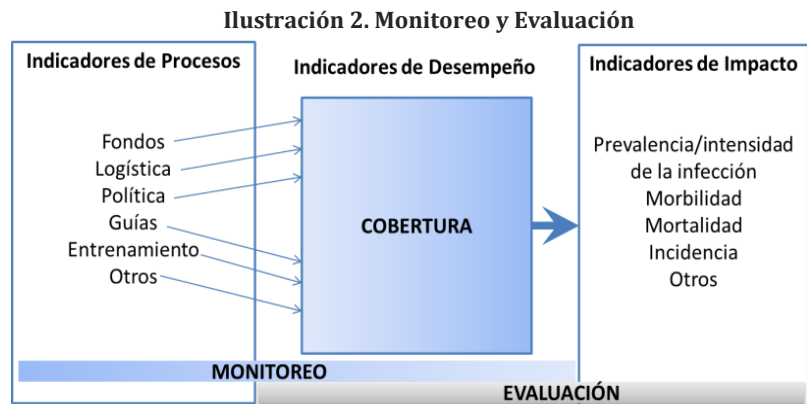 Ilustración 2. Monitoreo y Evaluación
Indicadores de Procesos
Fondos
Logística
Política
Guías
Entrenamiento
Otros
Indicadores de Desempeño
COBERTURA
Indicadores de Impacto
Prevalencia/intensidad
de la infección
Morbilidad
Mortalidad
Incidencia
Otros
MONITOREO
EVALUACIÓN